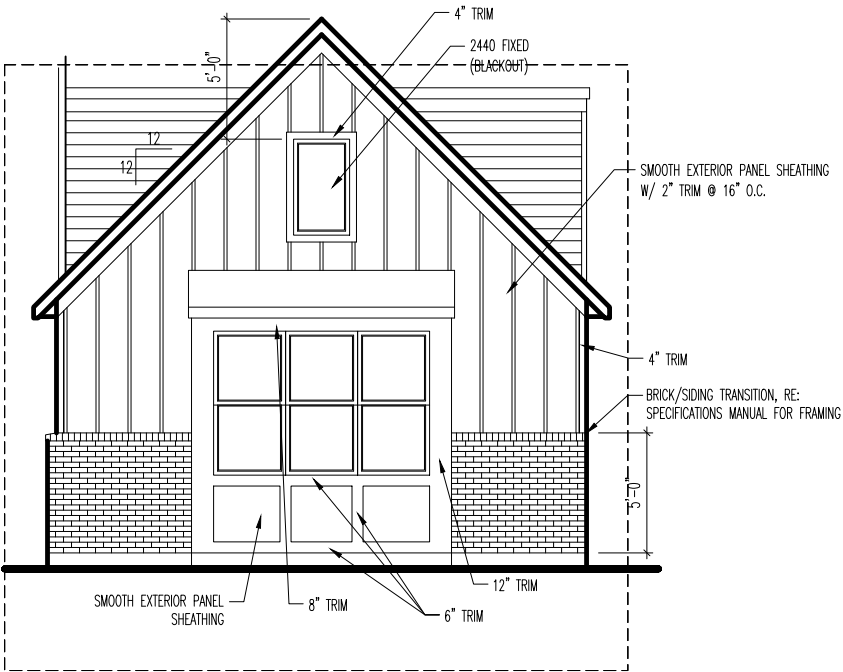 4" TRIM
2440 FIXED
(BLACKOUT)
5'-0"
12
12
SMOOTH EXTERIOR PANEL SHEATHING
W/ 2" TRIM @ 16" O.C.
4" TRIM
BRICK/SIDING TRANSITION, RE:
SPECIFICATIONS MANUAL FOR FRAMING
5'-0"
12" TRIM
SMOOTH EXTERIOR PANEL
SHEATHING
8" TRIM
6" TRIM